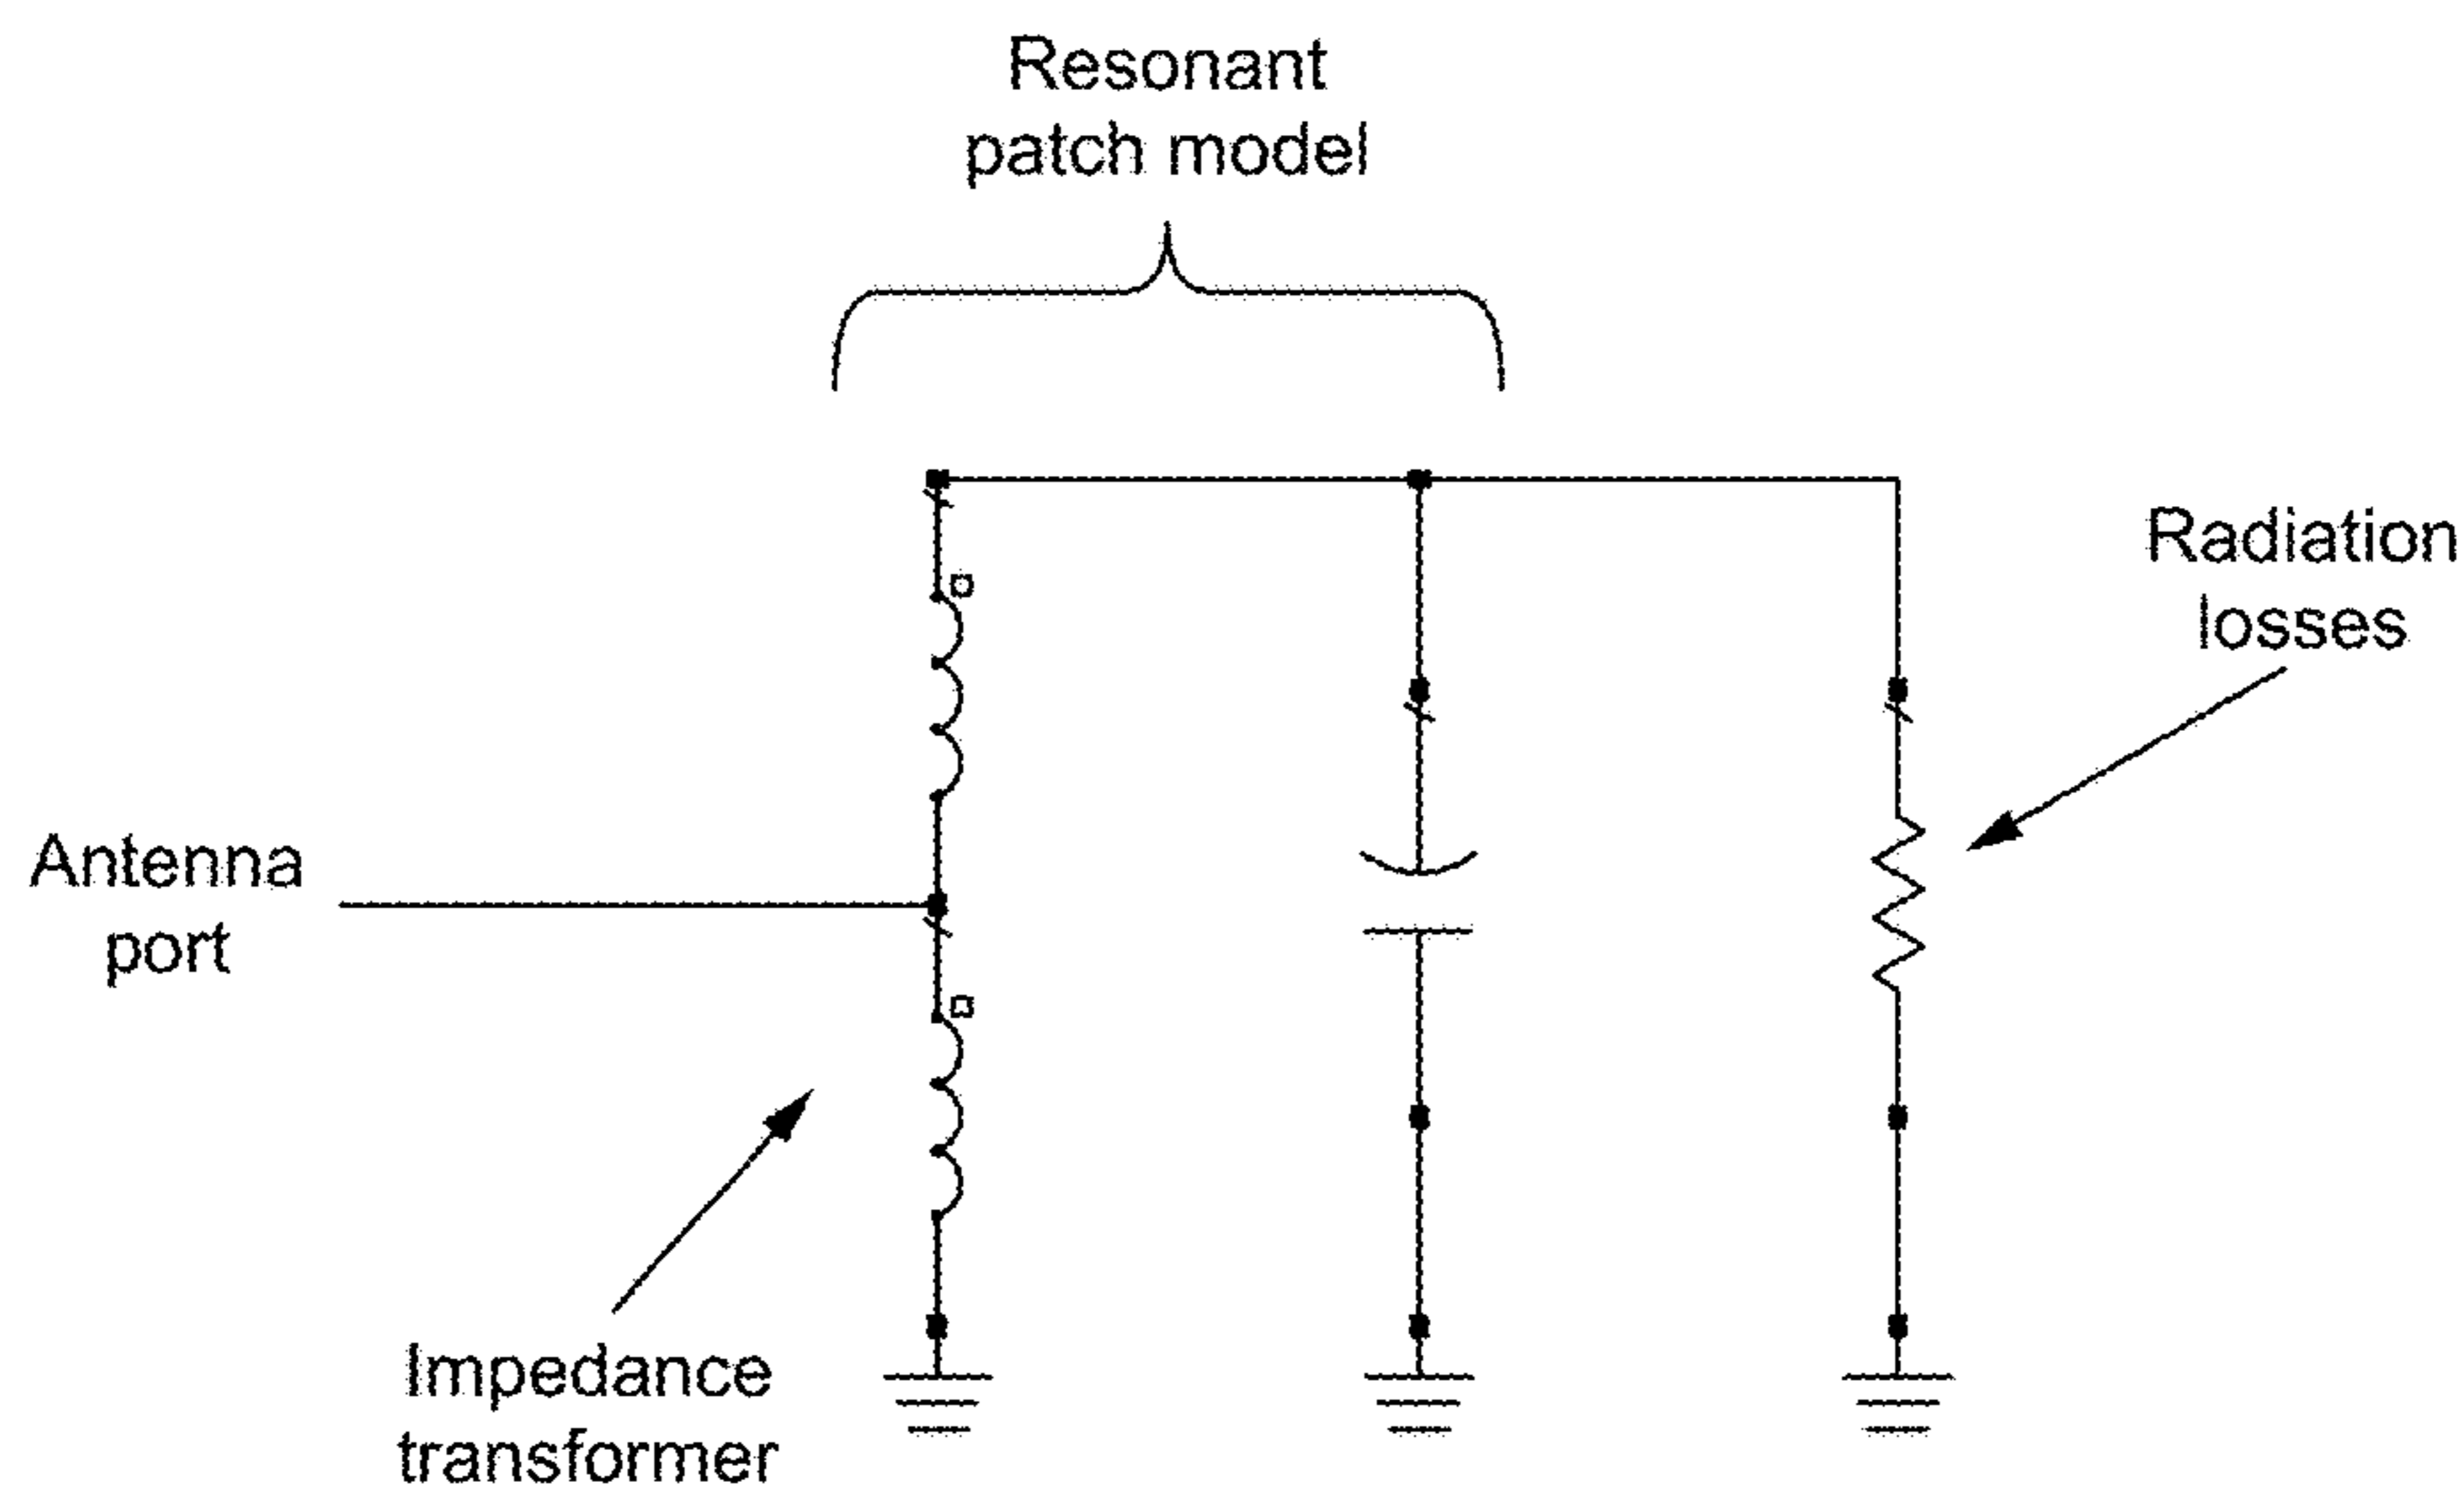 Resonant
patch model
Radiation
losses
Antenna
port
Impedance
transformer